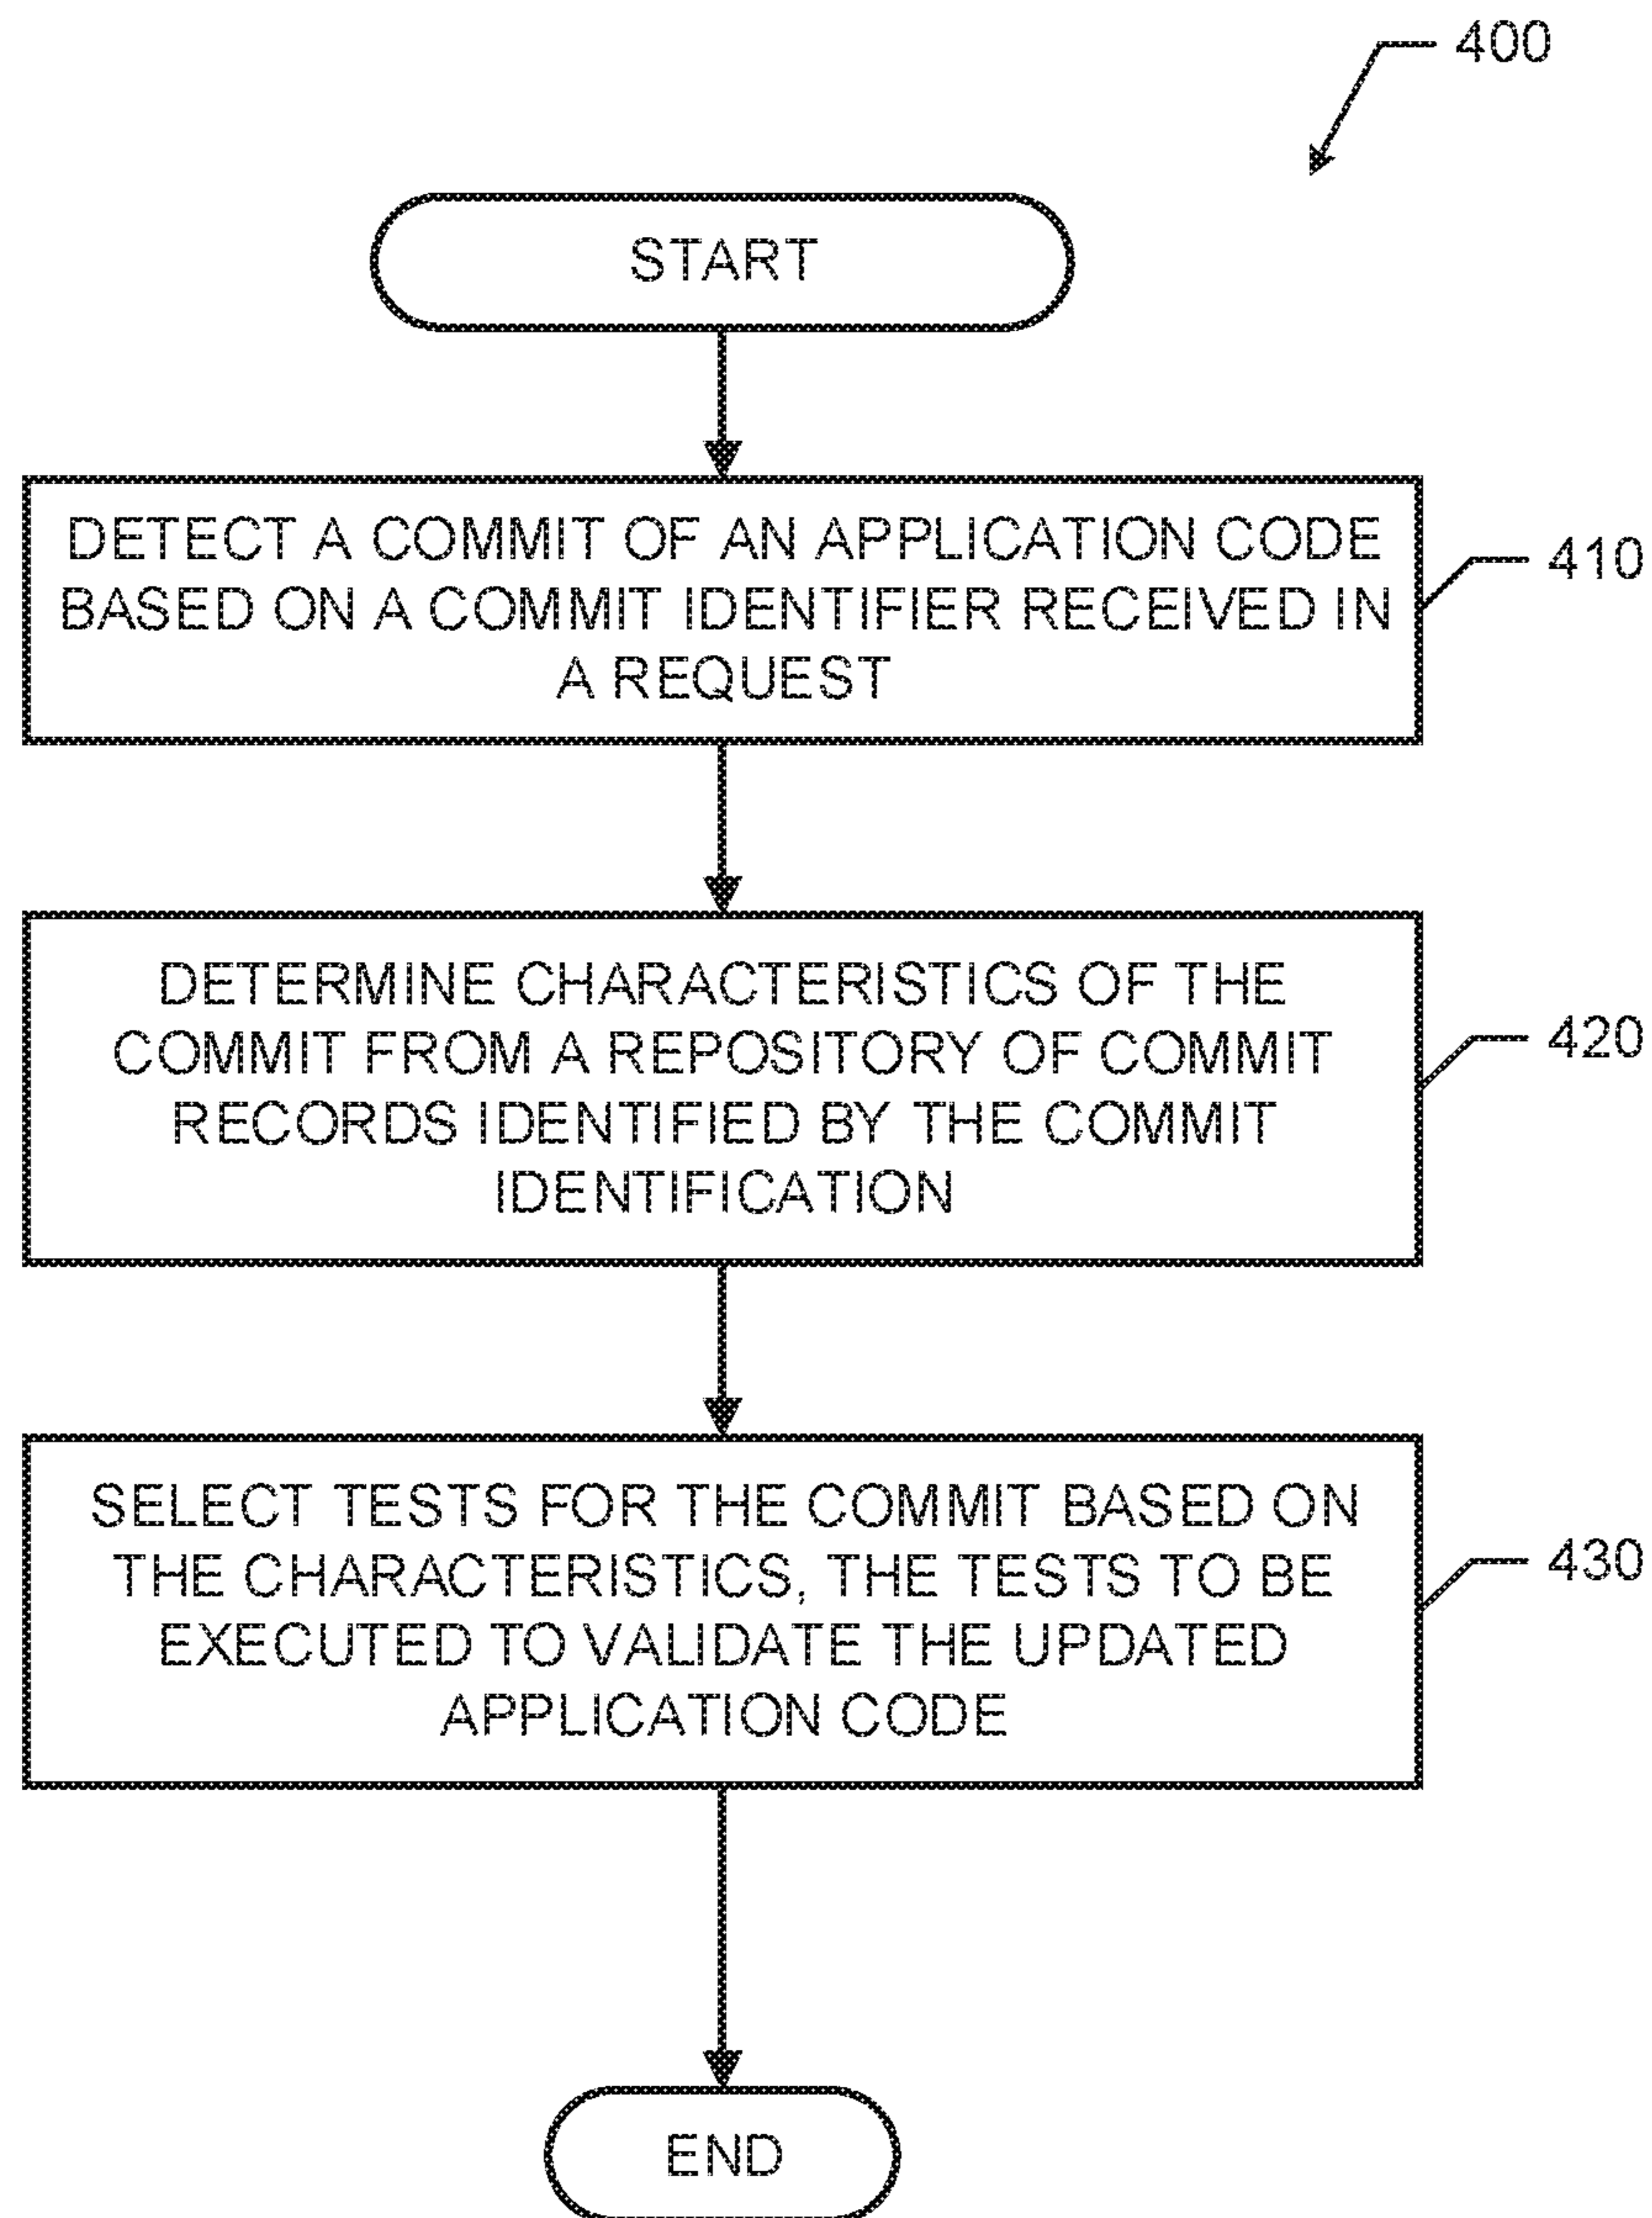 400
START
DETECT A COMMIT OF AN APPLICATION CODE
BASED ON A COMMIT IDENTIFIER RECEIVED IN
A REQUEST
410
DETERMINE CHARACTERISTICS OF THE
COMMIT FROM A REPOSITORY OF COMMIT
RECORDS IDENTIFIED BY THE COMMIT
IDENTIFICATION
420
SELECT TESTS FOR THE COMMIT BASED ON
THE CHARACTERISTICS, THE TESTS TO BE
EXECUTED TO VALIDATE THE UPDATED
APPLICATION CODE
430
END